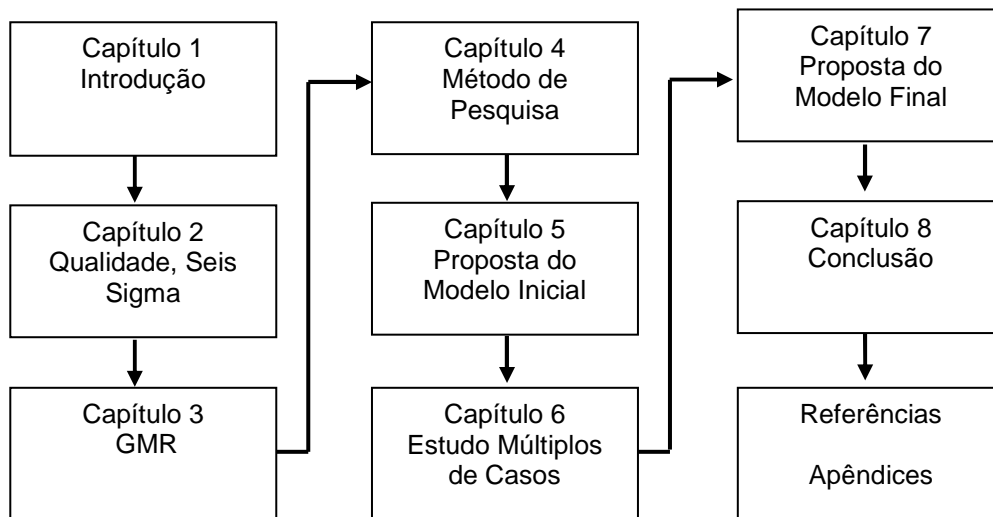 Capítulo 1
Introdução
Capítulo 2
Qualidade, Seis
Sigma
Capítulo 3
GMR
Capítulo 4
Método de
Pesquisa
Capítulo 5
Proposta do
Modelo Inicial
Capítulo 6
Estudo Múltiplos
de Casos
Capítulo 7
Proposta do
Modelo Final
Capítulo 8
Conclusão
Referências
Apêndices